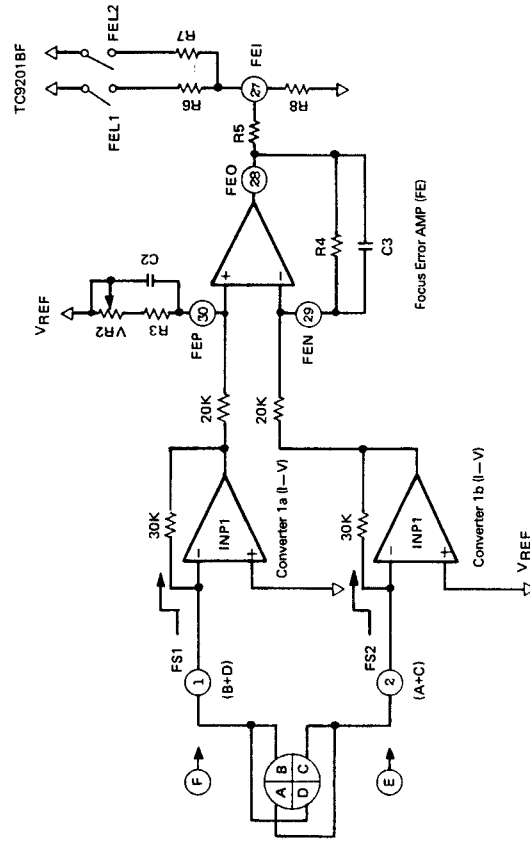 TC9201BF
FEL1
FEL2
R6
R7
FEI
27
R8
R5
FEO
28
VREF
VR2
R3
C2
FEP
30
+
−
FEN
29
R4
C3
Focus Error AMP (FE)
20K
20K
30K
INP1
−
+
Converter 1a (I−V)
FS1
1
(B+D)
30K
INP1
−
+
Converter 1b (I−V)
VREF
FS2
2
(A+C)
F
A
B
D
C
E